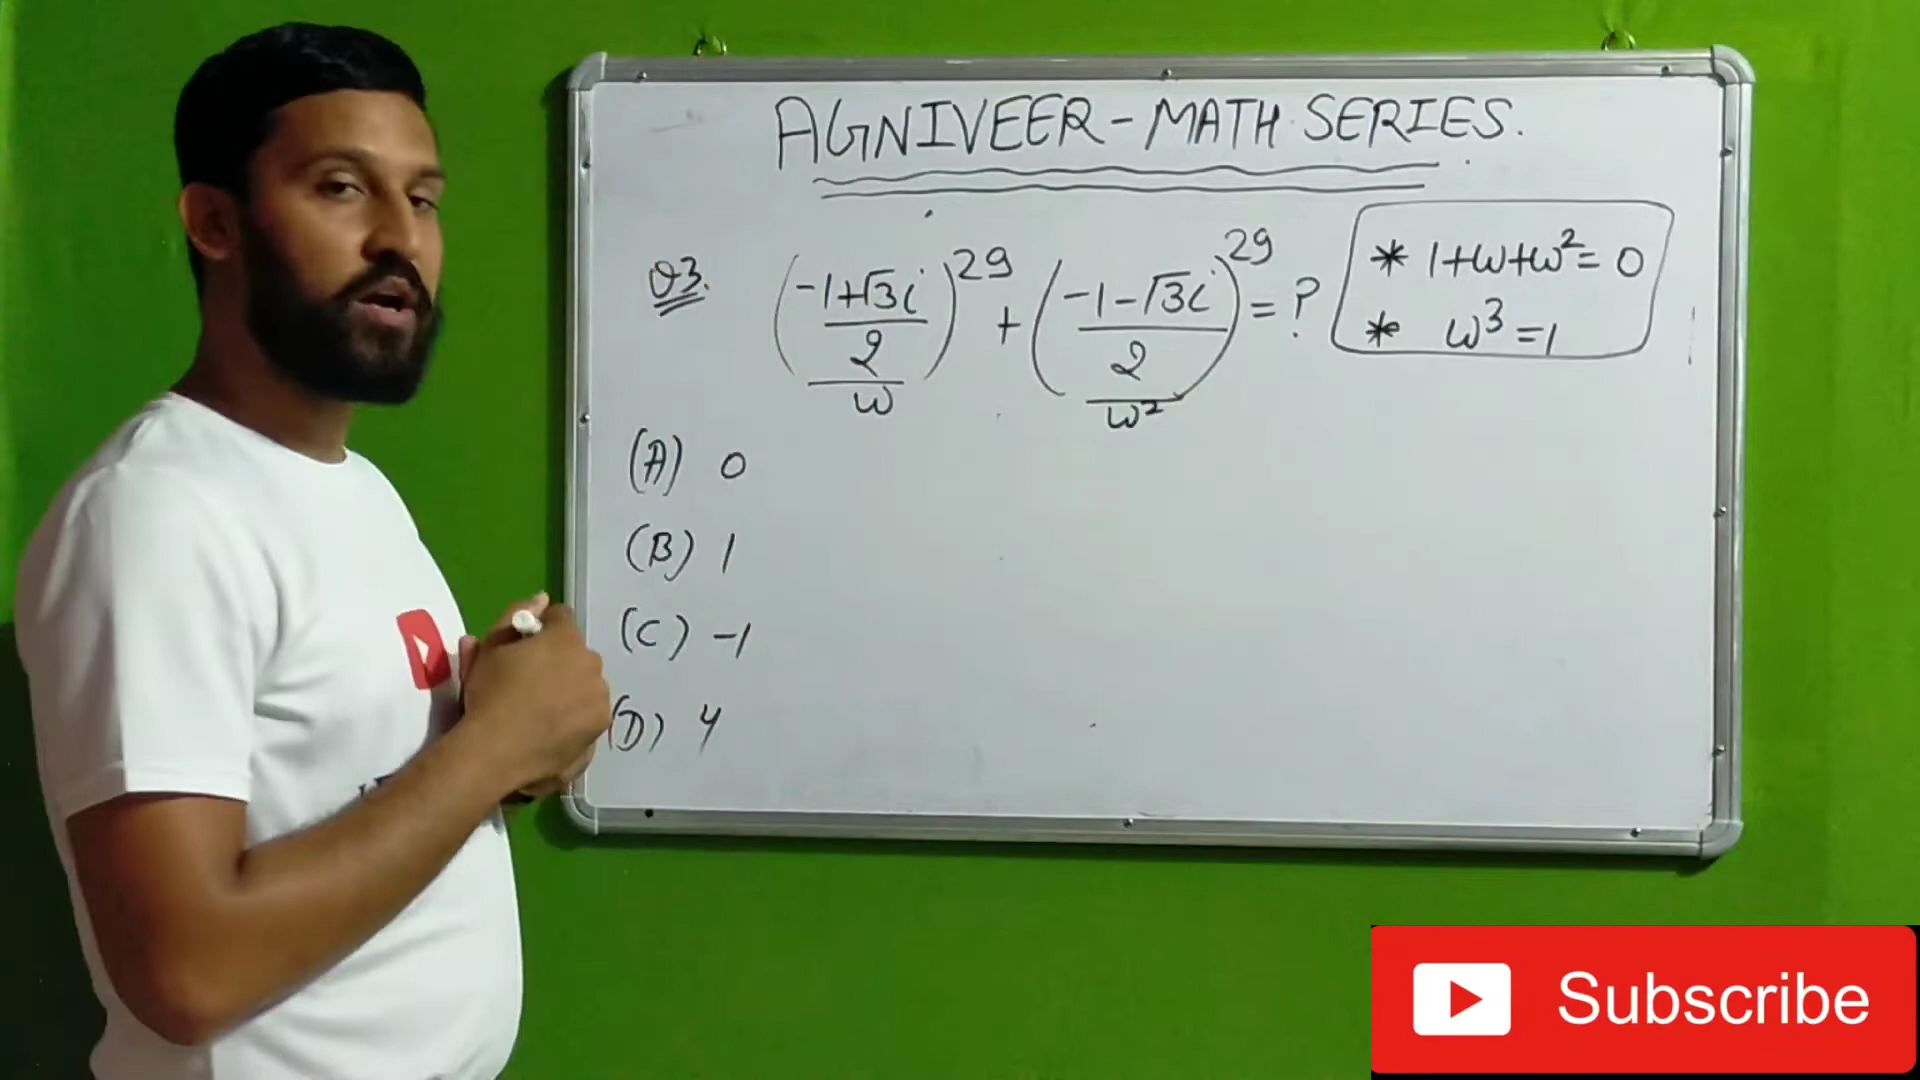 AGNIVEER - MATH SERIES.
Q3. ((-1+√3i)/2)^29 + ((-1-√3i)/2)^29 = ?
ω ω²
* 1+ω+ω²=0
* ω³=1
(A) 0
(B) 1
(C) -1
(D) 4
Subscribe